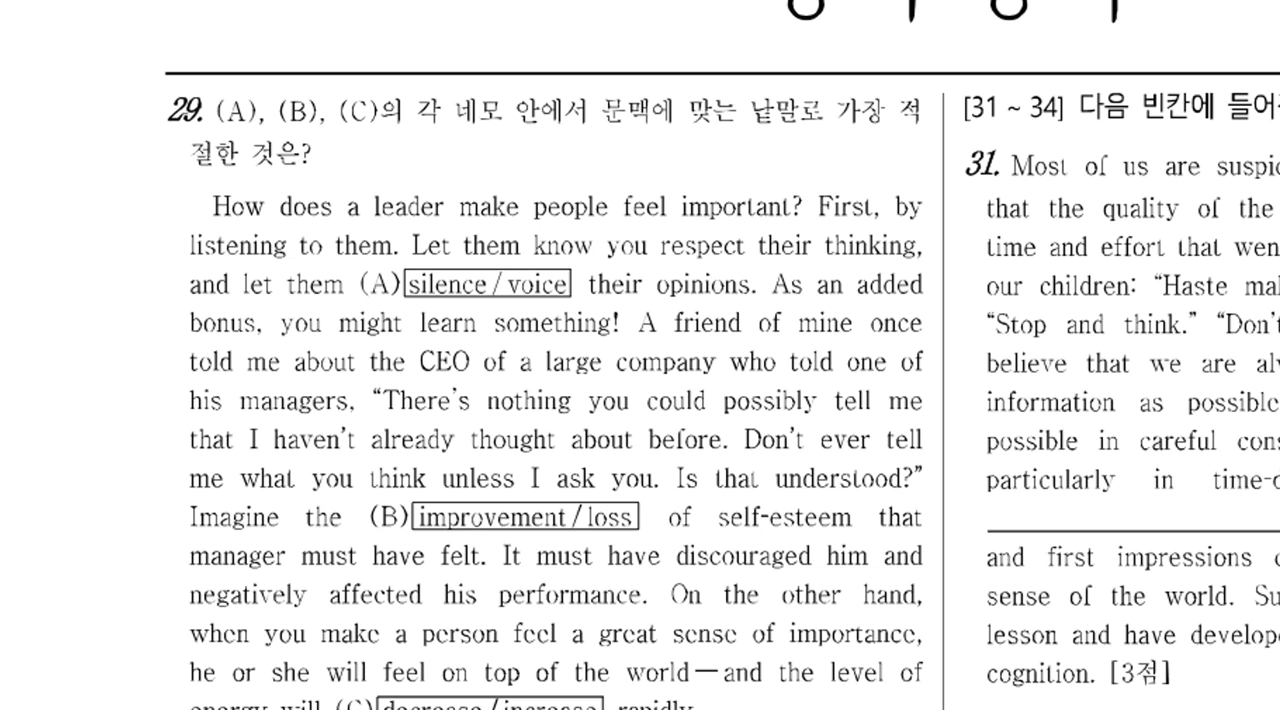 29. (A), (B), (C)의 각 네모 안에서 문맥에 맞는 낱말로 가장 적
절한 것은?
How does a leader make people feel important? First, by
listening to them. Let them know you respect their thinking,
and let them (A) silence / voice their opinions. As an added
bonus, you might learn something! A friend of mine once
told me about the CEO of a large company who told one of
his managers, “There’s nothing you could possibly tell me
that I haven’t already thought about before. Don’t ever tell
me what you think unless I ask you. Is that understood?”
Imagine the (B) improvement / loss of self-esteem that
manager must have felt. It must have discouraged him and
negatively affected his performance. On the other hand,
when you make a person feel a great sense of importance,
he or she will feel on top of the world — and the level of
energy will (C) decrease / increase rapidly.
[31 ~ 34] 다음 빈칸에
31. Most of us are
that the quality of the
time and effort that
our children: “Haste
“Stop and think.” “Don’t
believe that we are
information as possible
possible in careful
particularly in
and first impressions
sense of the world.
lesson and have
cognition. [3점]